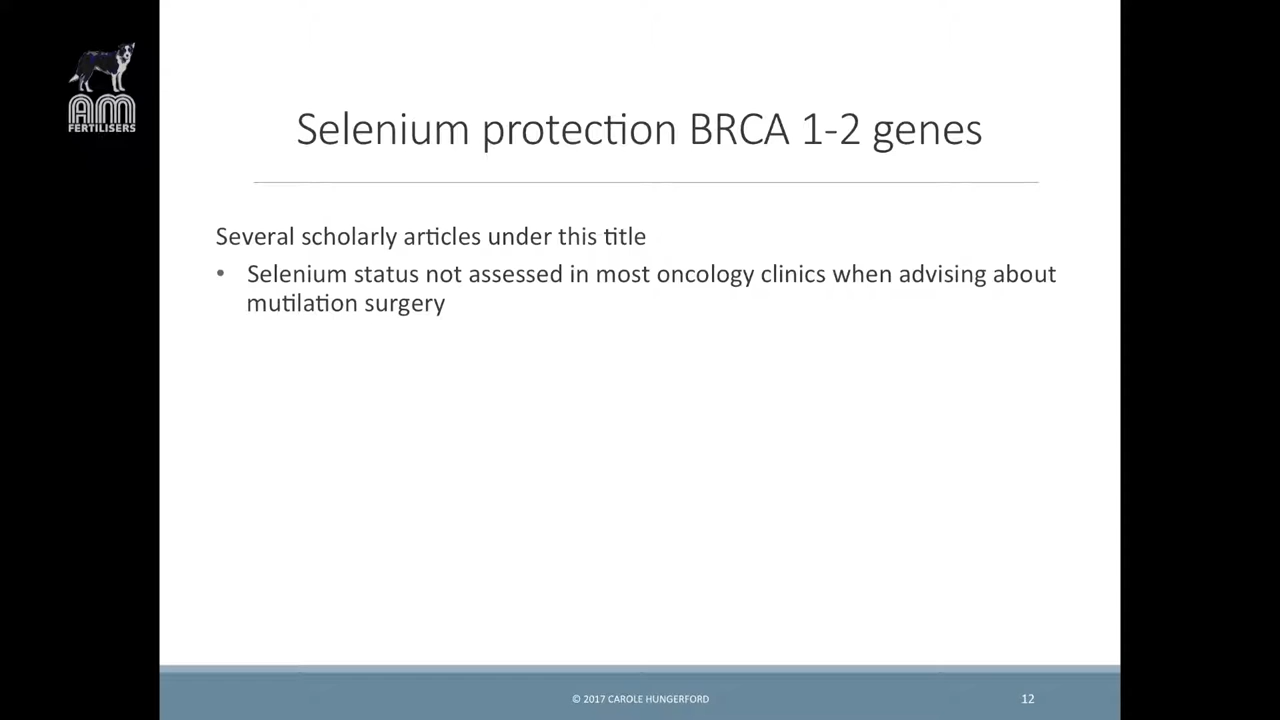 AM
FERTILISERS
Selenium protection BRCA 1-2 genes
Several scholarly articles under this title
• Selenium status not assessed in most oncology clinics when advising about
mutilation surgery
© 2017 CAROLE HUNGERFORD
12